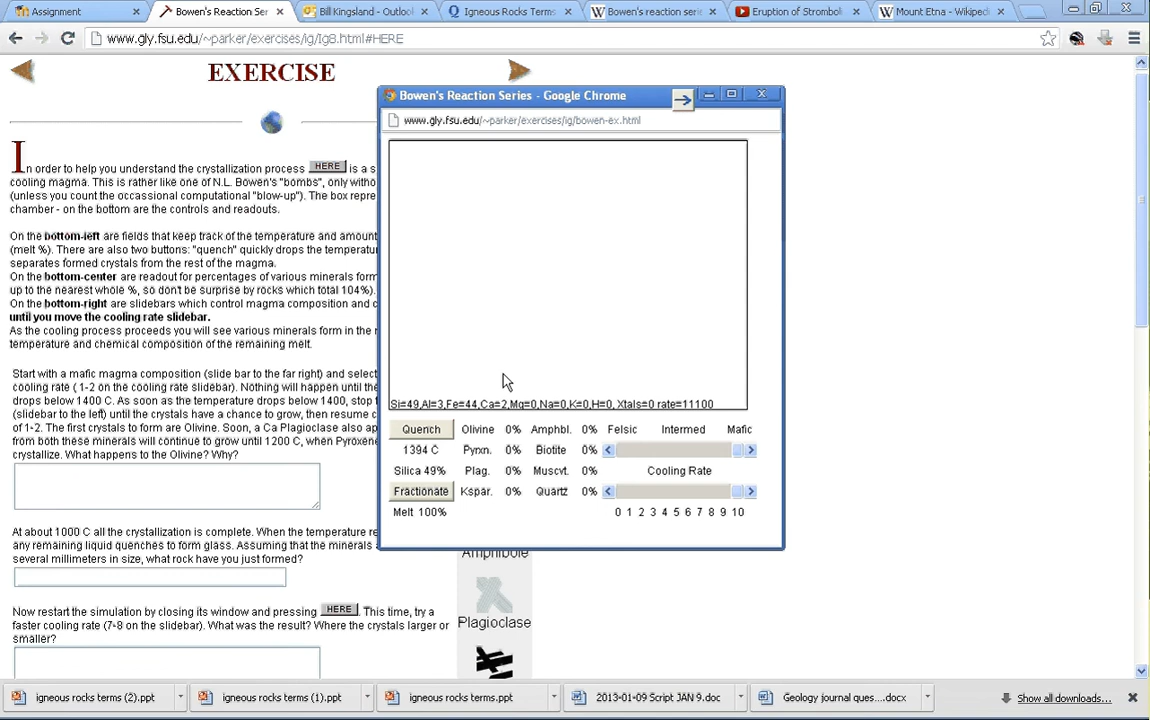 Assignment × Bowen's Reaction Seri × Bill Kingsland - Outlook × Igneous Rocks Terms × Bowen's reaction serie × Eruption of Strombol × Mount Etna - Wikiped ×
www.gly.fsu.edu/~parker/exercises/ig/Ig8.html#HERE
EXERCISE
In order to help you understand the crystallization process HERE is a s
cooling magma. This is rather like one of N.L. Bowen's "bombs", only witho
(unless you count the occassional computational "blow-up"). The box repre
chamber - on the bottom are the controls and readouts.
On the bottom-left are fields that keep track of the temperature and amount
(melt %). There are also two buttons: "quench" quickly drops the temperatur
separates formed crystals from the rest of the magma.
On the bottom-center are readout for percentages of various minerals form
up to the nearest whole %, so don't be surprise by rocks which total 104%).
On the bottom-right are slidebars which control magma composition and c
until you move the cooling rate slidebar.
As the cooling process proceeds you will see various minerals form in the r
temperature and chemical composition of the remaining melt.
Start with a mafic magma composition (slide bar to the far right) and select
cooling rate ( 1-2 on the cooling rate slidebar). Nothing will happen until the
drops below 1400 C. As soon as the temperature drops below 1400, stop t
(slidebar to the left) until the crystals have a chance to grow, then resume c
of 1-2. The first crystals to form are Olivine. Soon, a Ca Plagioclase also ap
from both these minerals will continue to grow until 1200 C, when Pyroxene
crystallize. What happens to the Olivine? Why?
At about 1000 C all the crystallization is complete. When the temperature re
any remaining liquid quenches to form glass. Assuming that the minerals a
several millimeters in size, what rock have you just formed?
Now restart the simulation by closing its window and pressing HERE. This time, try a
faster cooling rate (7-8 on the slidebar). What was the result? Where the crystals larger or
smaller?
Bowen's Reaction Series - Google Chrome
www.gly.fsu.edu/~parker/exercises/ig/bowen-ex.html
Si=49,Al=3,Fe=44,Ca=2,Mg=0,Na=0,K=0,H=0, Xtals=0 rate=11100
Quench Olivine 0% Amphbl. 0% Felsic Intermed Mafic
1394 C Pyrxn. 0% Biotite 0%
Silica 49% Plag. 0% Muscvt. 0% Cooling Rate
Fractionate Kspar. 0% Quartz 0%
Melt 100% 0 1 2 3 4 5 6 7 8 9 10
Amphibole
Plagioclase
igneous rocks terms (2).ppt igneous rocks terms (1).ppt igneous rocks terms.ppt 2013-01-09 Script JAN 9.doc Geology journal ques....docx Show all downloads... ×